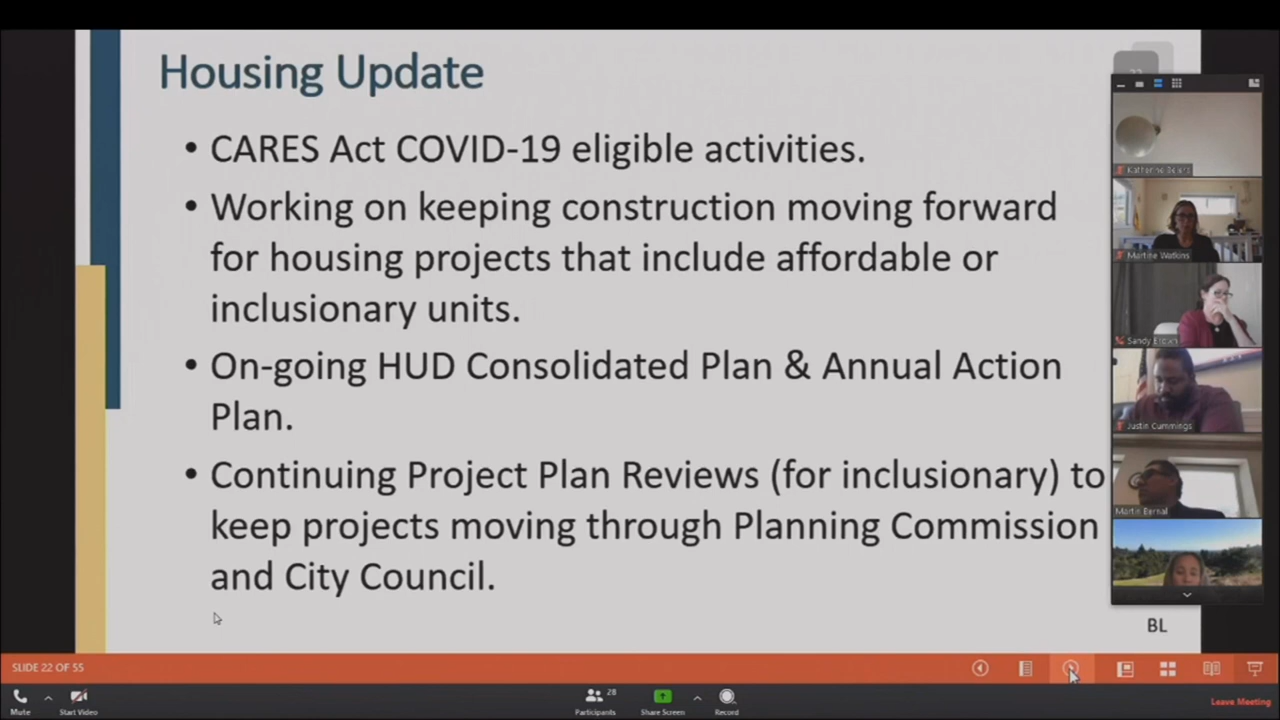 Housing Update
• CARES Act COVID-19 eligible activities.
• Working on keeping construction moving forward
for housing projects that include affordable or
inclusionary units.
• On-going HUD Consolidated Plan & Annual Action
Plan.
• Continuing Project Plan Reviews (for inclusionary) to
keep projects moving through Planning Commission
and City Council.
BL
Katherine Beiers
Martine Watkins
Sandy Brown
Justin Cummings
Martin Bernal
SLIDE 22 OF 55
Mute
Start Video
28
Participants
Share Screen
Record
Leave Meeting